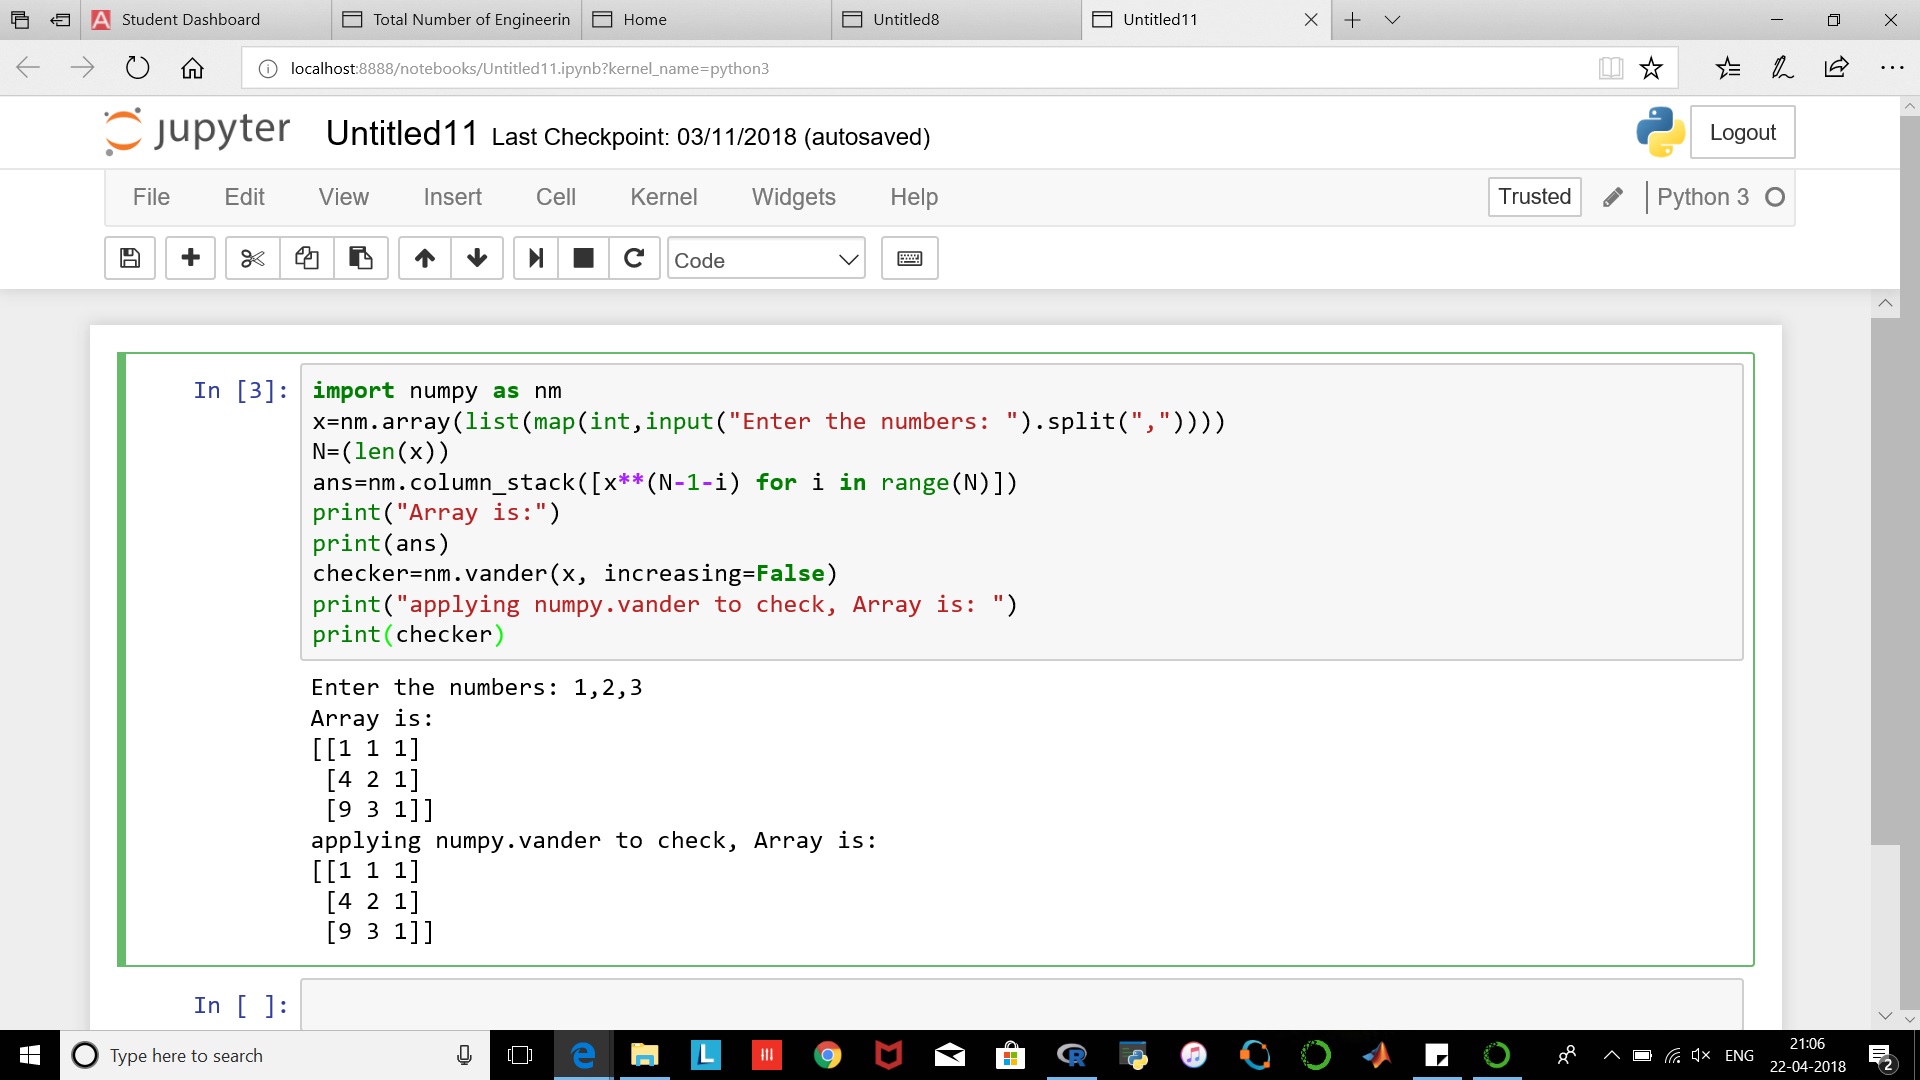 Student Dashboard
Total Number of Engineerin
Home
Untitled8
Untitled11
localhost:8888/notebooks/Untitled11.ipynb?kernel_name=python3
jupyter Untitled11 Last Checkpoint: 03/11/2018 (autosaved)
Logout
File Edit View Insert Cell Kernel Widgets Help
Trusted
Python 3
Code
In [3]:
import numpy as nm
x=nm.array(list(map(int,input("Enter the numbers: ").split(","))))
N=(len(x))
ans=nm.column_stack([x**(N-1-i) for i in range(N)])
print("Array is:")
print(ans)
checker=nm.vander(x, increasing=False)
print("applying numpy.vander to check, Array is: ")
print(checker)
Enter the numbers: 1,2,3
Array is:
[[1 1 1]
 [4 2 1]
 [9 3 1]]
applying numpy.vander to check, Array is:
[[1 1 1]
 [4 2 1]
 [9 3 1]]
In [ ]:
Type here to search
ENG
21:06
22-04-2018
2